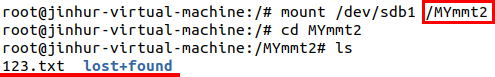 root@jinhur-virtual-machine:/# mount /dev/sdb1 /MYmmt2
root@jinhur-virtual-machine:/# cd MYmmt2
root@jinhur-virtual-machine:/MYmmt2# ls
123.txt  lost+found